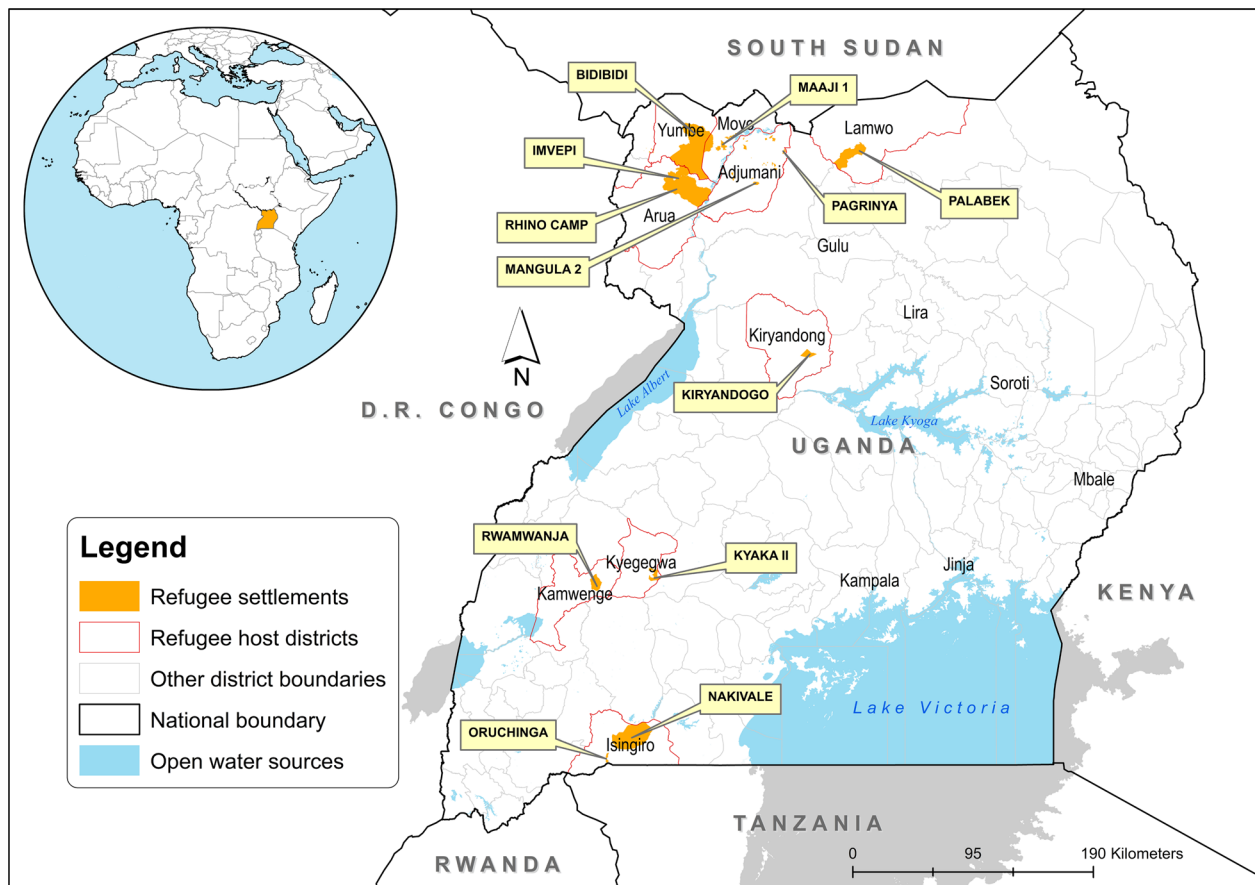 SOUTH SUDAN
BIDIBIDI
MAAJI 1
Yumbe
Moyo
Lamwo
IMVEPI
Adjumani
PAGRINYA
PALABEK
RHINO CAMP
Arua
MANGULA 2
Gulu
N
Kiryandong
Lira
Lake Albert
D.R. CONGO
KIRYANDOGO
Soroti
Lake Kyoga
UGANDA
Mbale
RWAMWANJA
Kyegegwa
KYAKA II
Kamwenge
Kampala
Jinja
KENYA
NAKIVALE
Lake Victoria
ORUCHINGA
Isingiro
TANZANIA
RWANDA
Legend
Refugee settlements
Refugee host districts
Other district boundaries
National boundary
Open water sources
0 95 190 Kilometers